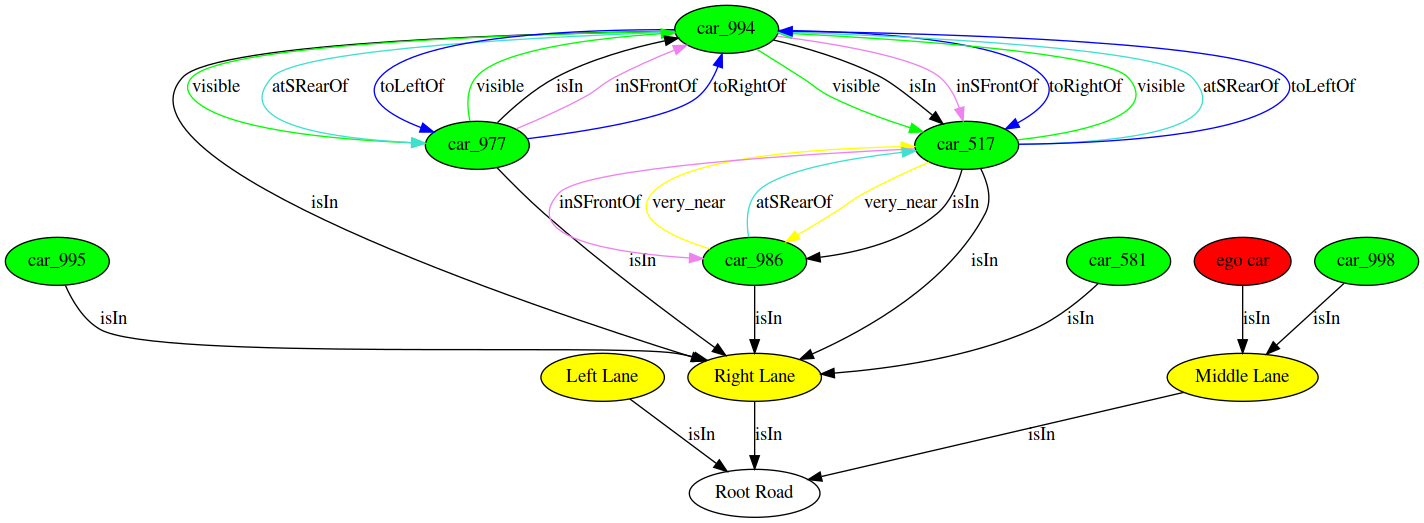 car_994
visible atSRearOf toLeftOf visible isIn inSFrontOf toRightOf visible isIn inSFrontOf toRightOf visible atSRearOf toLeftOf
car_977 car_517
isIn inSFrontOf very_near atSRearOf very_near isIn
car_995 isIn car_986 isIn car_581 ego car car_998
isIn isIn isIn isIn isIn
Left Lane Right Lane Middle Lane
isIn isIn isIn
Root Road